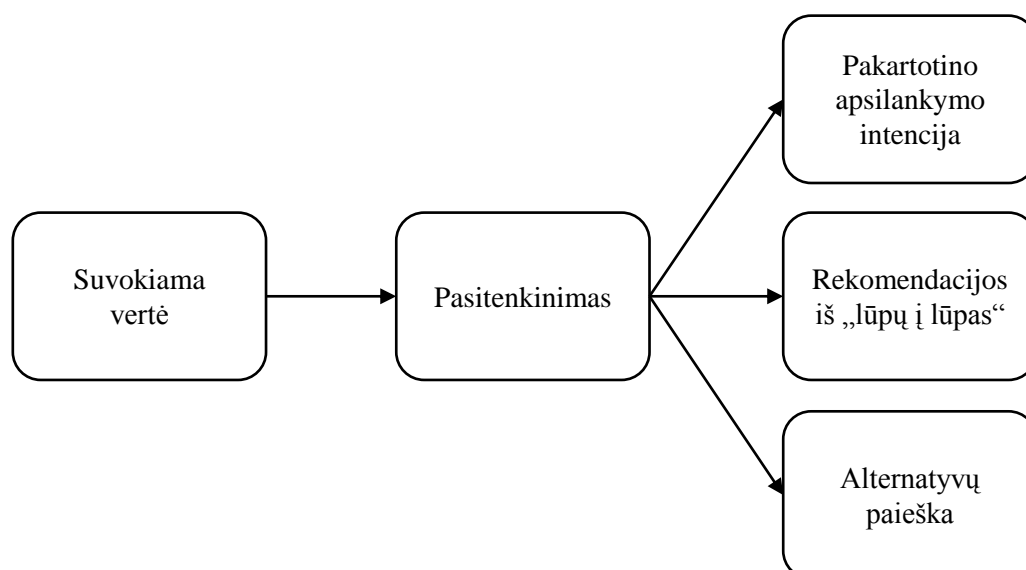 Suvokiama
vertė
Pasitenkinimas
Pakartotino
apsilankymo
intencija
Rekomendacijos
iš „lūpų į lūpas“
Alternatyvų
paieška